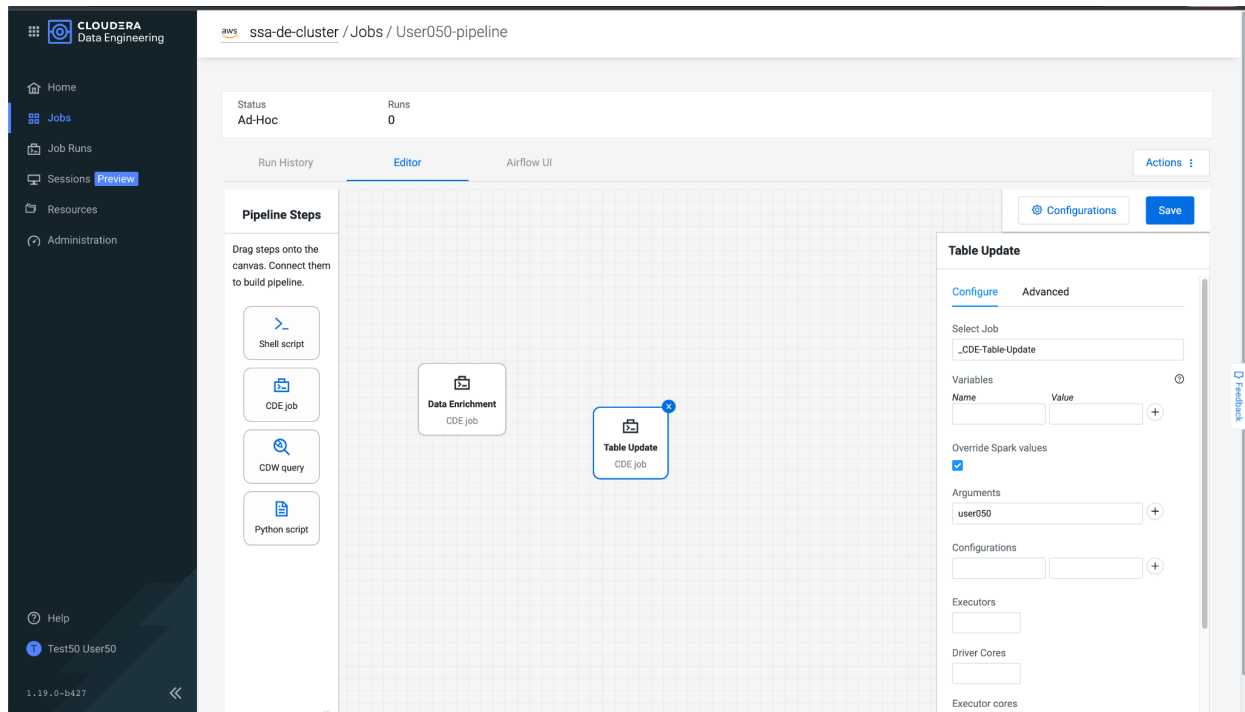 CLOUDERA
Data Engineering
Home
Jobs
Job Runs
Sessions Preview
Resources
Administration
Help
T Test50 User50
1.19.0-b427
aws ssa-de-cluster / Jobs / User050-pipeline
Status
Ad-Hoc
Runs
0
Run History
Editor
Airflow UI
Actions
Pipeline Steps
Drag steps onto the
canvas. Connect them
to build pipeline.
Shell script
CDE job
CDW query
Python script
Data Enrichment
CDE job
Table Update
CDE job
Configurations
Save
Table Update
Configure
Advanced
Select Job
_CDE-Table-Update
Variables
Name
Value
Override Spark values
Arguments
user050
Configurations
Executors
Driver Cores
Executor cores
Feedback